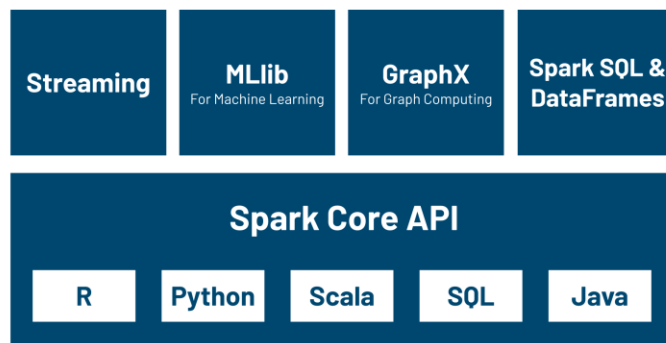 Streaming
MLlib
For Machine Learning
GraphX
For Graph Computing
Spark SQL &
DataFrames
Spark Core API
R
Python
Scala
SQL
Java